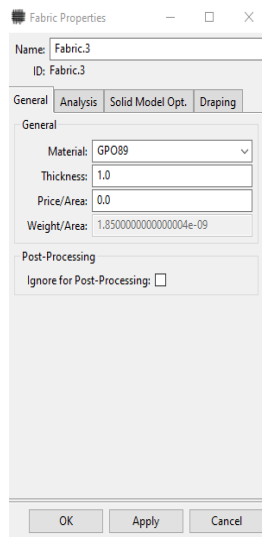 Fabric Properties
Name: Fabric.3
ID: Fabric.3
General Analysis Solid Model Opt. Draping
General
Material: GPO89
Thickness: 1.0
Price/Area: 0.0
Weight/Area: 1.8500000000000004e-09
Post-Processing
Ignore for Post-Processing:
OK Apply Cancel